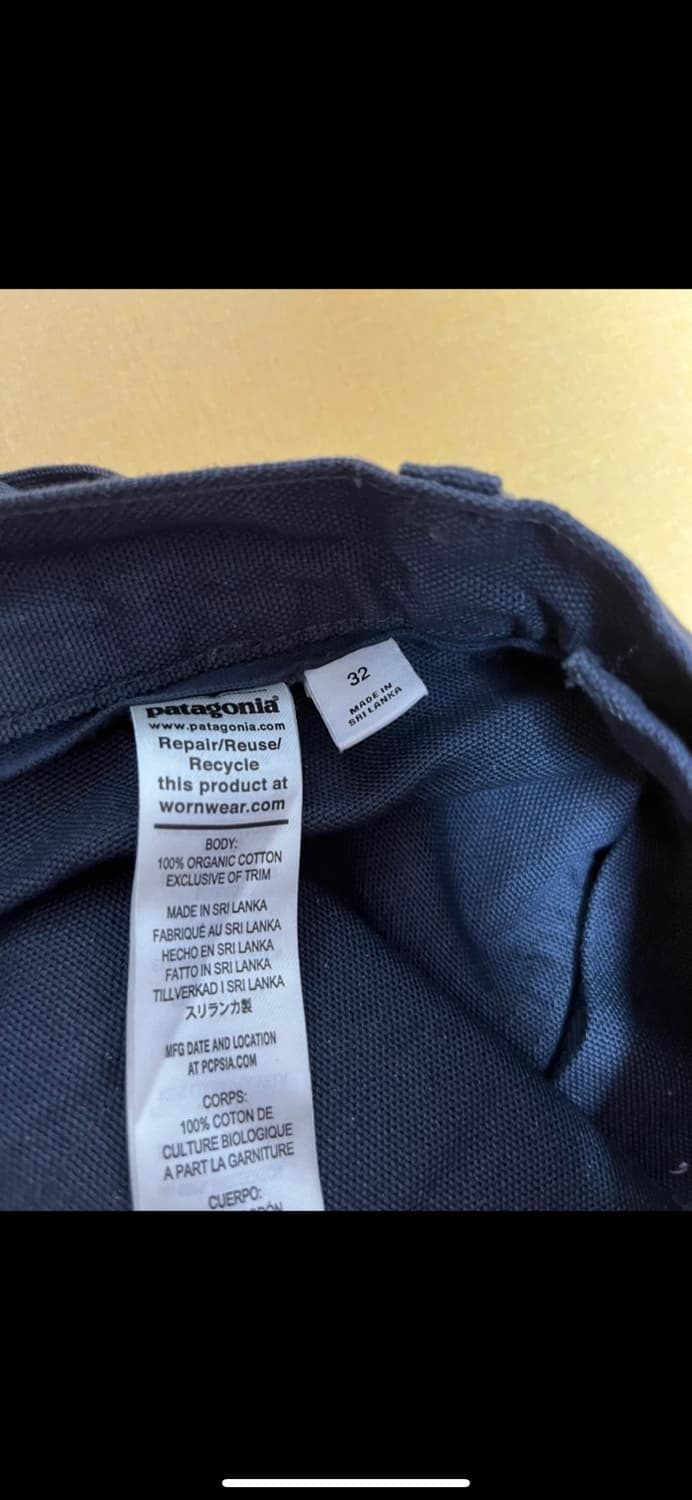 patagonia®
www.patagonia.com
Repair/Reuse/
Recycle
this product at
wornwear.com
BODY:
100% ORGANIC COTTON
EXCLUSIVE OF TRIM
MADE IN SRI LANKA
FABRIQUÉ AU SRI LANKA
HECHO EN SRI LANKA
FATTO IN SRI LANKA
TILLVERKAD I SRI LANKA
スリランカ製
MFG DATE AND LOCATION
AT PCPSIA.COM
CORPS:
100% COTON DE
CULTURE BIOLOGIQUE
A PART LA GARNITURE
CUERPO:
32
MADE IN
SRI LANKA